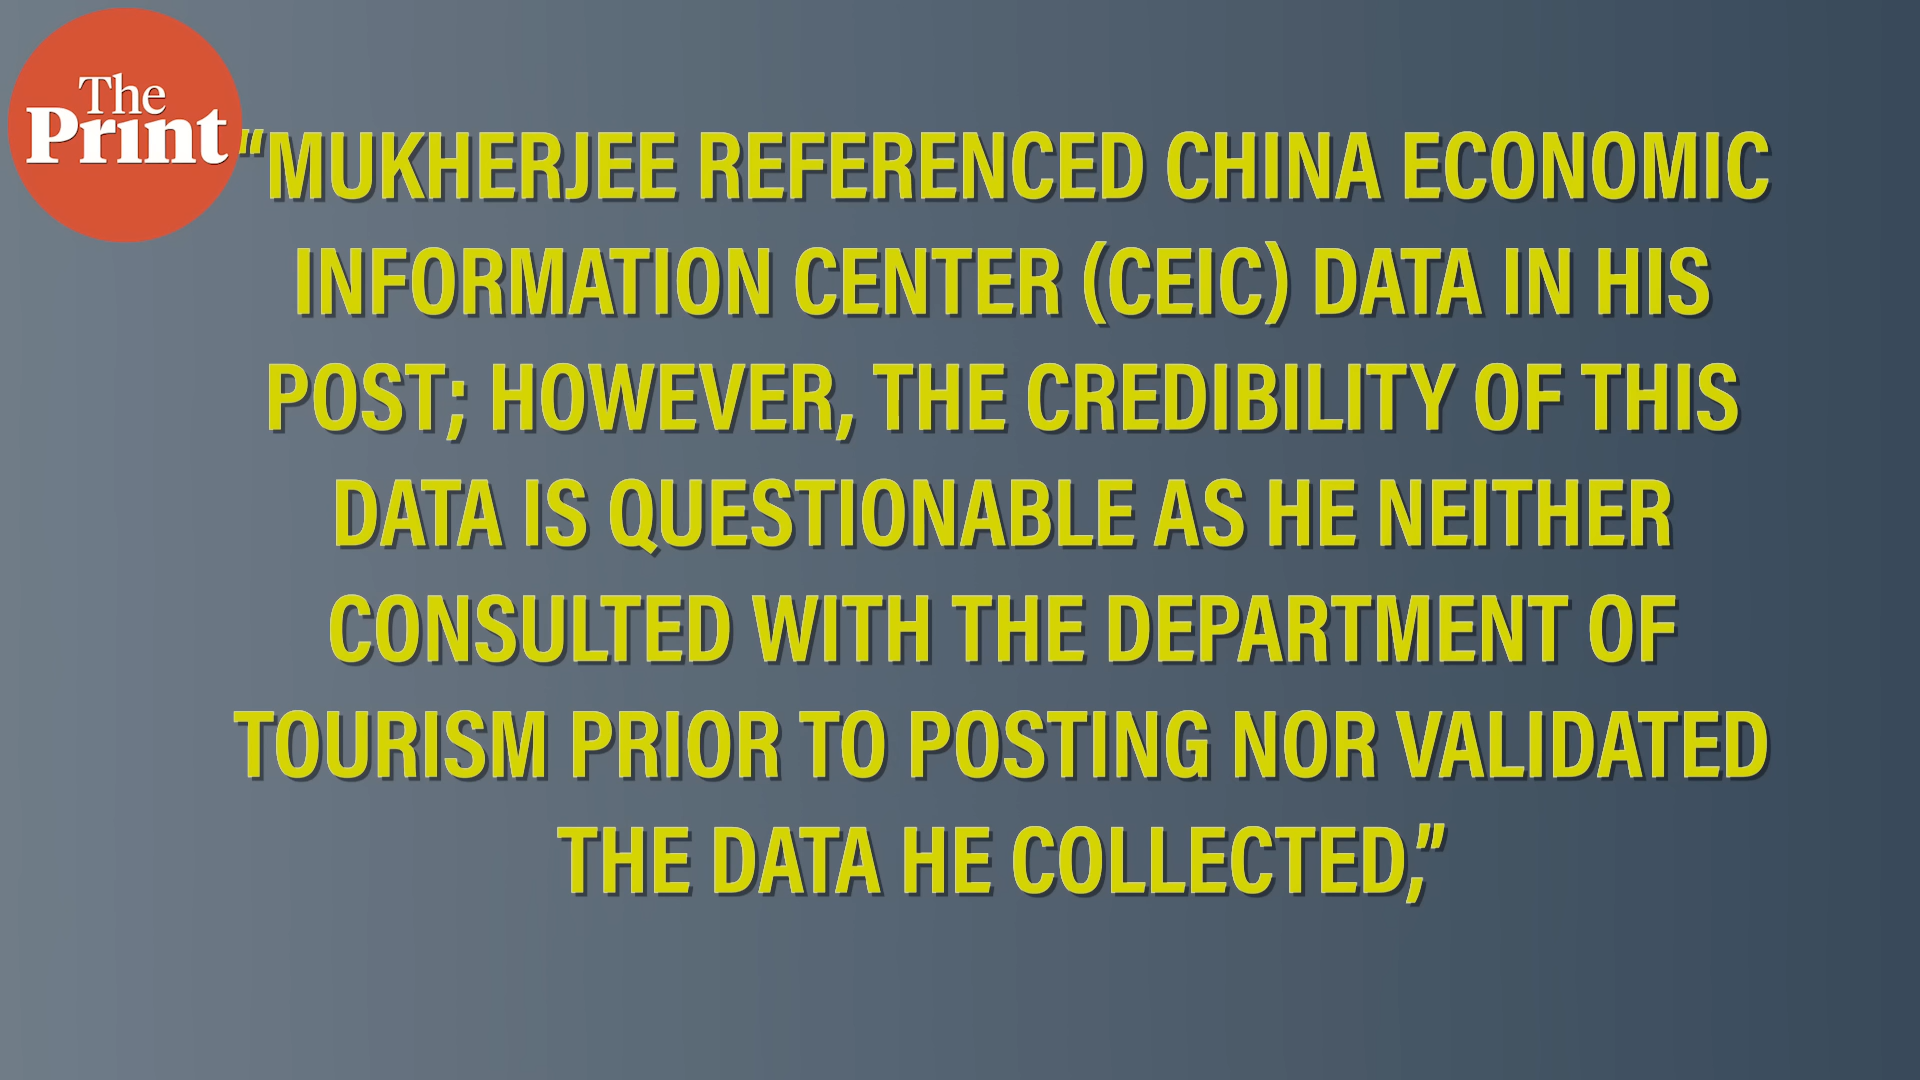 The
Print
"MUKHERJEE REFERENCED CHINA ECONOMIC
INFORMATION CENTER (CEIC) DATA IN HIS
POST; HOWEVER, THE CREDIBILITY OF THIS
DATA IS QUESTIONABLE AS HE NEITHER
CONSULTED WITH THE DEPARTMENT OF
TOURISM PRIOR TO POSTING NOR VALIDATED
THE DATA HE COLLECTED,"